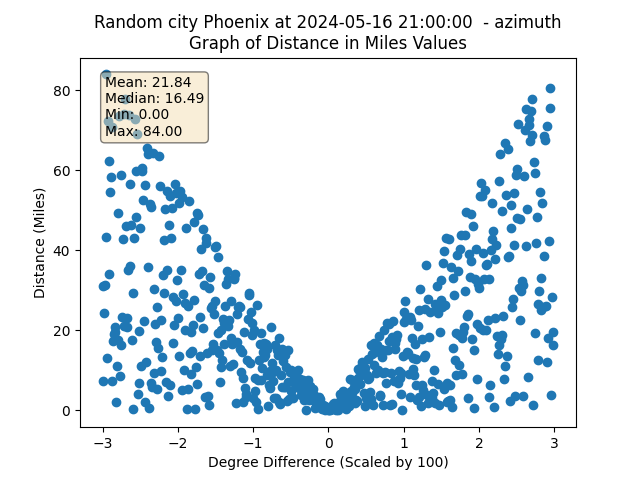 Random city Phoenix at 2024-05-16 21:00:00  - azimuth
Graph of Distance in Miles Values
Mean: 21.84
Median: 16.49
Min: 0.00
Max: 84.00
Distance (Miles)
80
60
40
20
0
−3 −2 −1 0 1 2 3
Degree Difference (Scaled by 100)